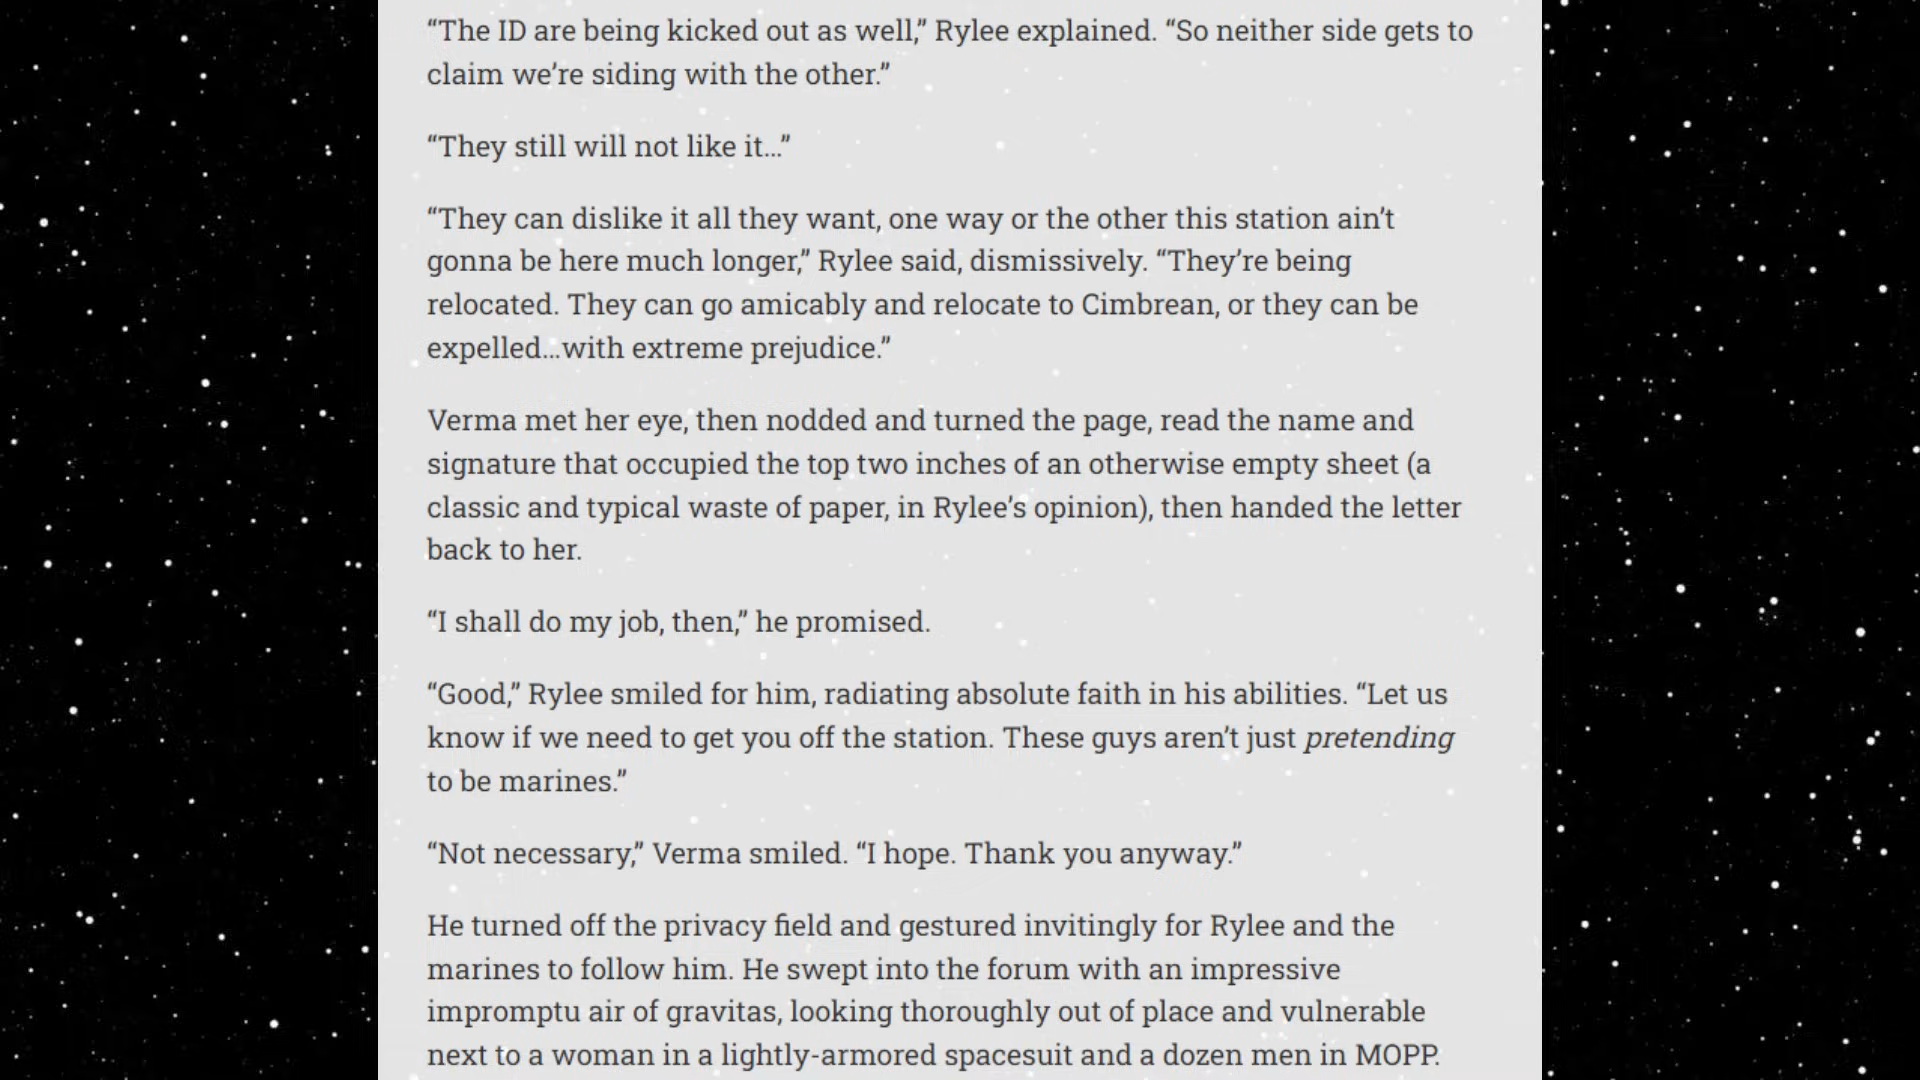 “The ID are being kicked out as well,” Rylee explained. “So neither side gets to
claim we’re siding with the other.”
“They still will not like it…”
“They can dislike it all they want, one way or the other this station ain’t
gonna be here much longer,” Rylee said, dismissively. “They’re being
relocated. They can go amicably and relocate to Cimbrean, or they can be
expelled…with extreme prejudice.”
Verma met her eye, then nodded and turned the page, read the name and
signature that occupied the top two inches of an otherwise empty sheet (a
classic and typical waste of paper, in Rylee’s opinion), then handed the letter
back to her.
“I shall do my job, then,” he promised.
“Good,” Rylee smiled for him, radiating absolute faith in his abilities. “Let us
know if we need to get you off the station. These guys aren’t just pretending
to be marines.”
“Not necessary,” Verma smiled. “I hope. Thank you anyway.”
He turned off the privacy field and gestured invitingly for Rylee and the
marines to follow him. He swept into the forum with an impressive
impromptu air of gravitas, looking thoroughly out of place and vulnerable
next to a woman in a lightly-armored spacesuit and a dozen men in MOPP.